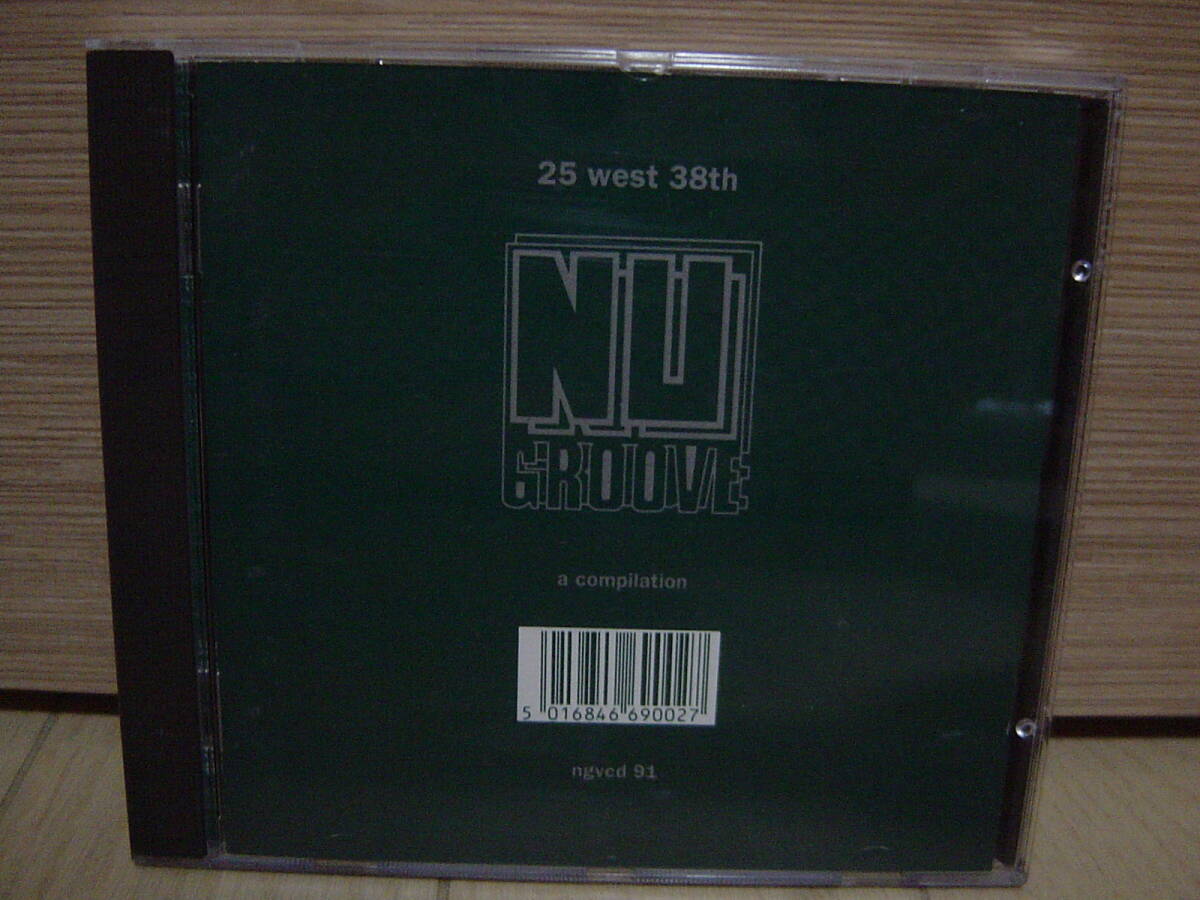 25 west 38th
NU
GROOVE
a compilation
5 016846 690027
ngvcd 91